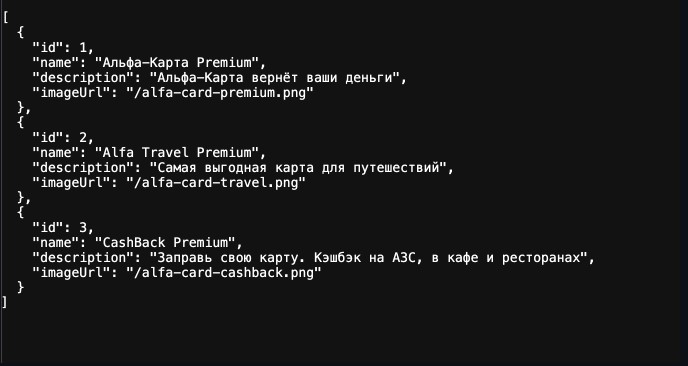 [
  {
    "id": 1,
    "name": "Альфа-Карта Premium",
    "description": "Альфа-Карта вернёт ваши деньги",
    "imageUrl": "/alfa-card-premium.png"
  },
  {
    "id": 2,
    "name": "Alfa Travel Premium",
    "description": "Самая выгодная карта для путешествий",
    "imageUrl": "/alfa-card-travel.png"
  },
  {
    "id": 3,
    "name": "CashBack Premium",
    "description": "Заправь свою карту. Кэшбэк на АЗС, в кафе и ресторанах",
    "imageUrl": "/alfa-card-cashback.png"
  }
]